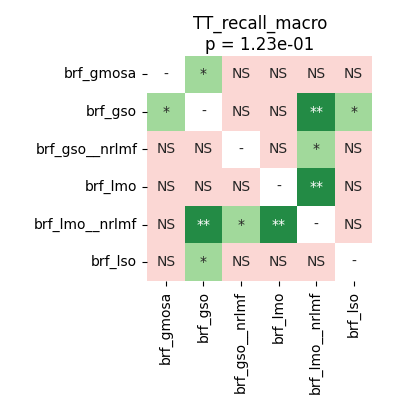 TT_recall_macro
p = 1.23e-01
brf_gmosa - * NS NS NS NS
brf_gso * - NS NS ** *
brf_gso__nrlmf NS NS - NS * NS
brf_lmo NS NS NS - ** NS
brf_lmo__nrlmf NS ** * ** - NS
brf_lso NS * NS NS NS -
brf_gmosa brf_gso brf_gso__nrlmf brf_lmo brf_lmo__nrlmf brf_lso